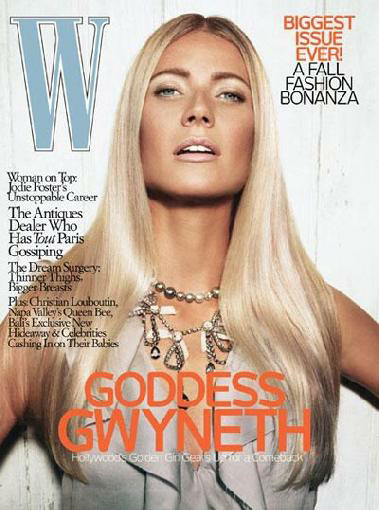 W
BIGGEST
ISSUE
EVER!
A FALL
FASHION
BONANZA
Woman on Top:
Jodie Foster's
Unstoppable Career
The Antiques
Dealer Who
Has Your Paris
Gossiping
The Dream Surgery:
Thinner Thighs,
Bigger Breasts
Plus: Christian Louboutin,
Napa Valley's Queen Bee,
Bali's Exclusive New
Hideaway & Celebrities
Cashing In on Their Babies
GODDESS
GWYNETH
Hollywood's Golden Girl Gears Up for a Comeback